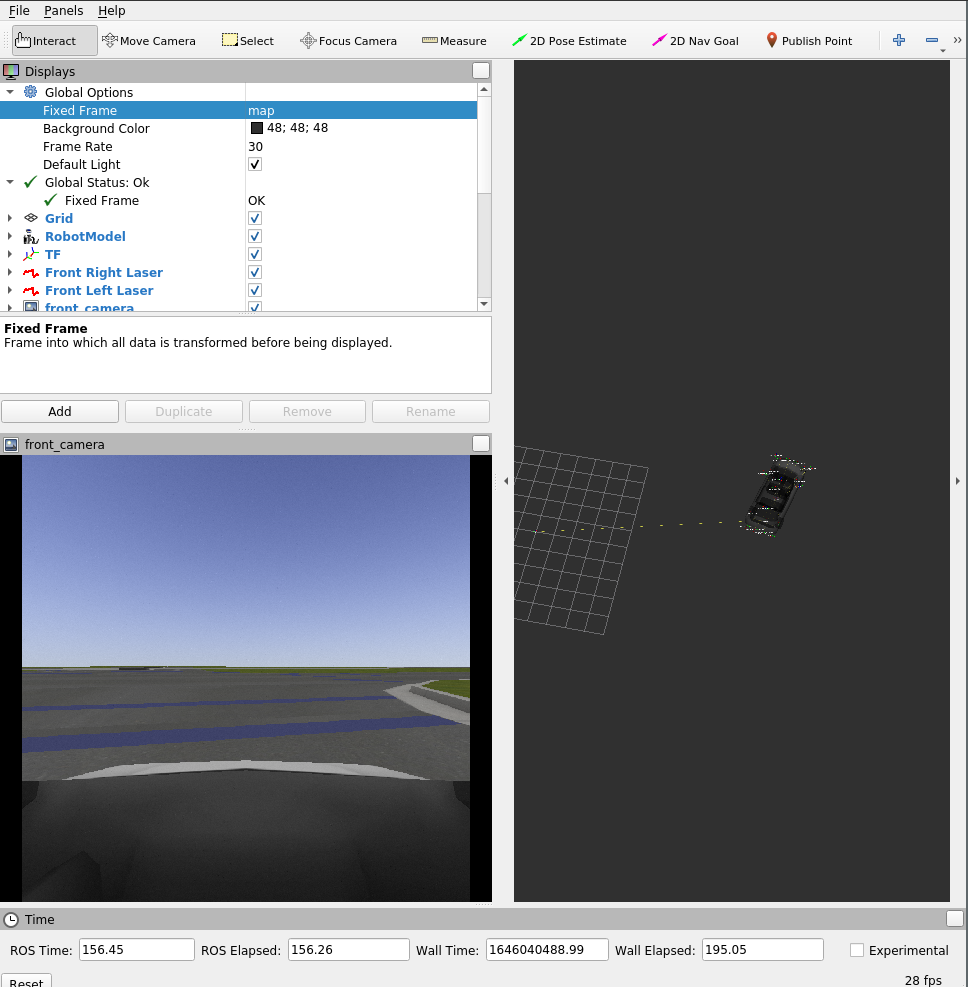 File Panels Help
Interact Move Camera Select Focus Camera Measure 2D Pose Estimate 2D Nav Goal Publish Point
Displays
Global Options
Fixed Frame map
Background Color 48; 48; 48
Frame Rate 30
Default Light
Global Status: Ok
Fixed Frame OK
Grid
RobotModel
TF
Front Right Laser
Front Left Laser
front_camera
Fixed Frame
Frame into which all data is transformed before being displayed.
Add Duplicate Remove Rename
front_camera
Time
ROS Time: 156.45 ROS Elapsed: 156.26 Wall Time: 1646040488.99 Wall Elapsed: 195.05 Experimental
Reset 28 fps